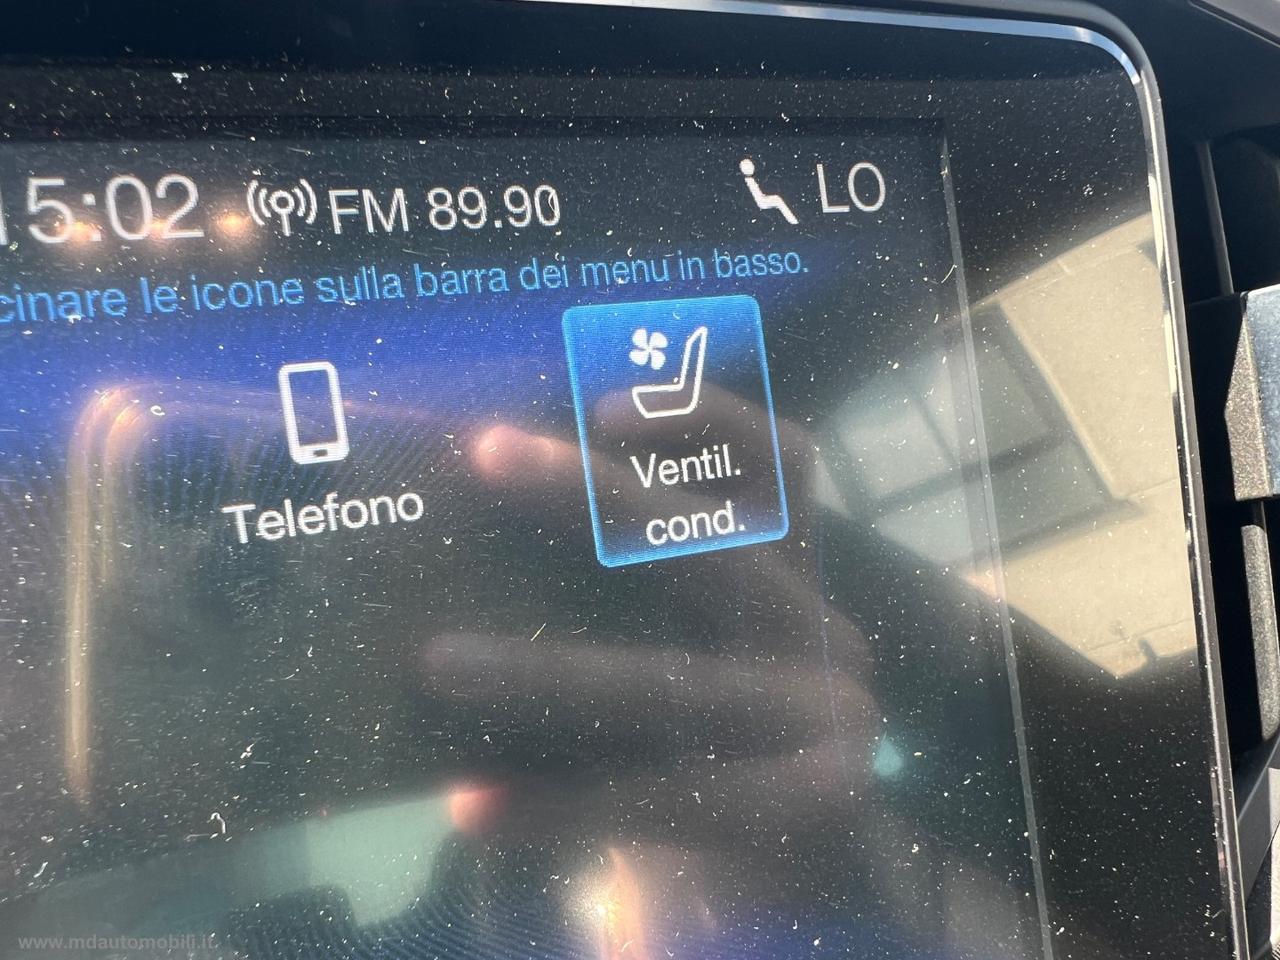 15:02 FM 89.90 LO
cinare le icone sulla barra dei menu in basso.
Telefono
Ventil.
cond.
www.mdautomobili.it